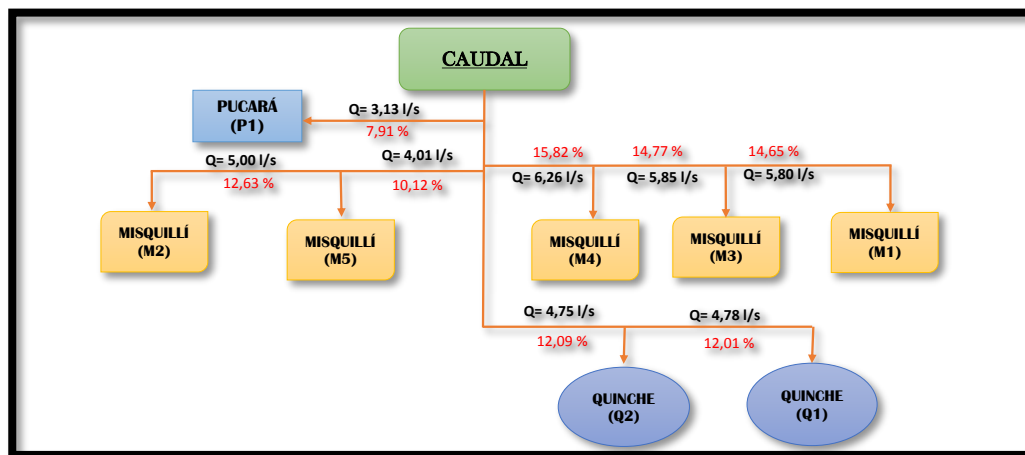 CAUDAL
PUCARÁ
(P1)
Q= 3,13 l/s
7,91 %
Q= 5,00 l/s
12,63 %
Q= 4,01 l/s
10,12 %
15,82 %
Q= 6,26 l/s
14,77 %
Q= 5,85 l/s
14,65 %
Q= 5,80 l/s
MISQUILLÍ
(M2)
MISQUILLÍ
(M5)
MISQUILLÍ
(M4)
MISQUILLÍ
(M3)
MISQUILLÍ
(M1)
Q= 4,75 l/s
12,09 %
Q= 4,78 l/s
12,01 %
QUINCHE
(Q2)
QUINCHE
(Q1)